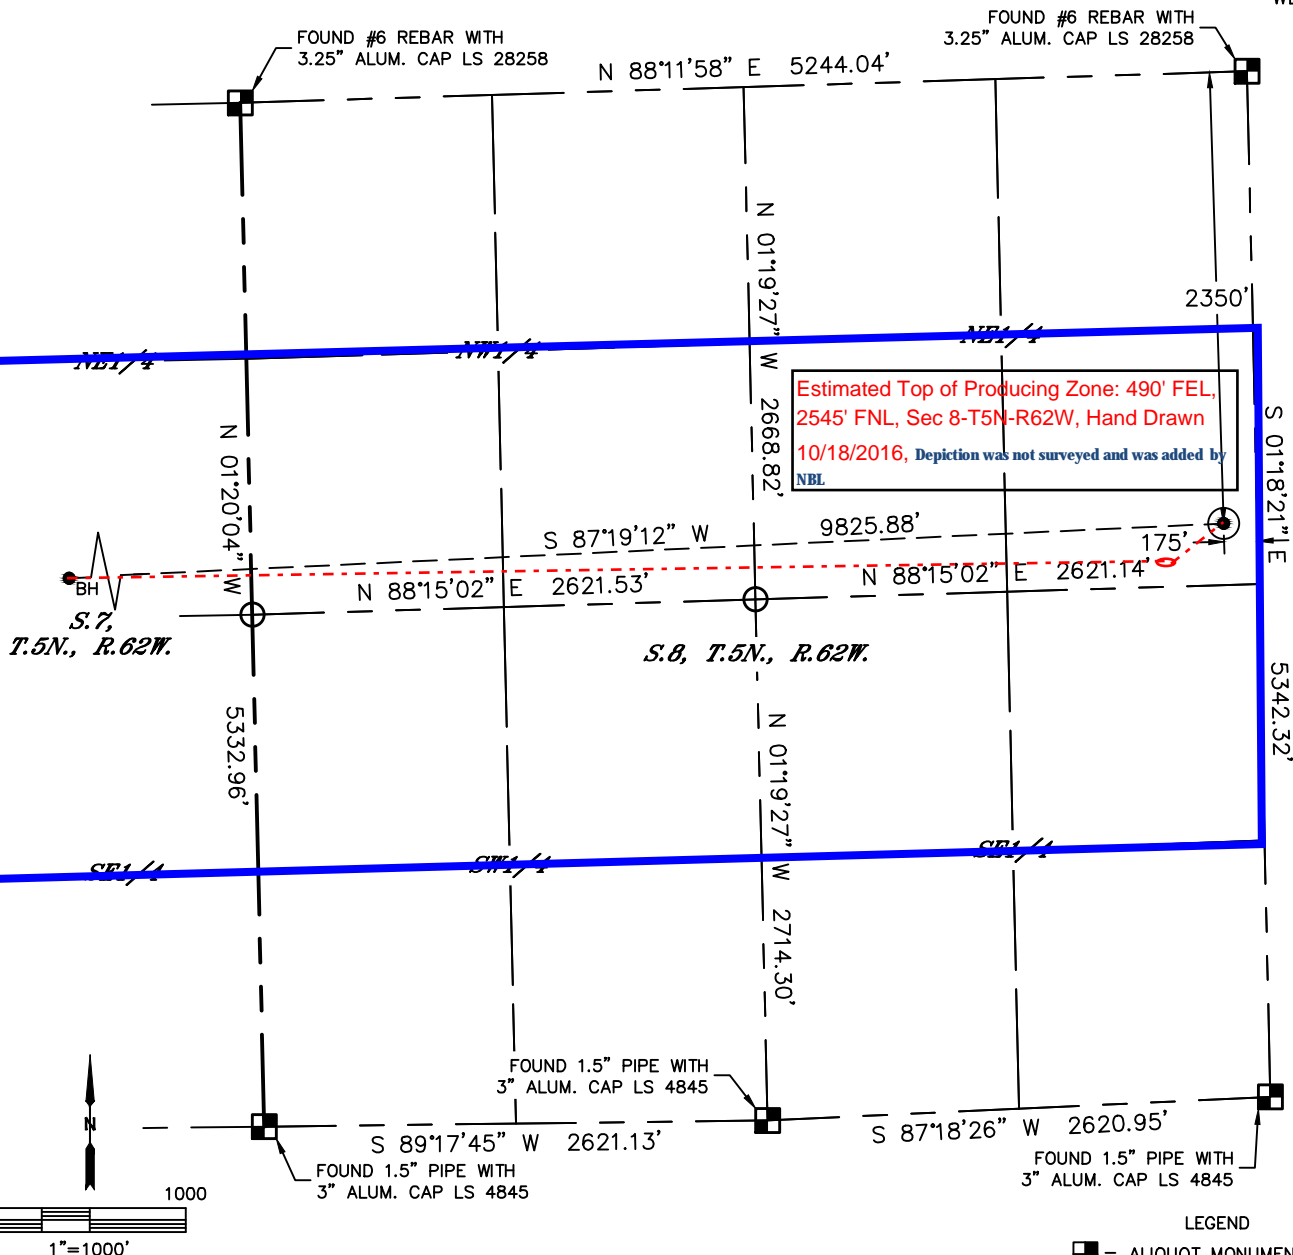 FOUND #6 REBAR WITH
3.25" ALUM. CAP LS 28258
FOUND #6 REBAR WITH
3.25" ALUM. CAP LS 28258
N 88°11'58" E 5244.04'
N 01°19'27" W 2668.82'
2350'
NE1/4
NW1/4
NE1/4
Estimated Top of Producing Zone: 490' FEL,
2545' FNL, Sec 8-T5N-R62W, Hand Drawn
10/18/2016, Depiction was not surveyed and was added by
NBL
N 01°20'04" W
5332.96'
S 01°18'21" E
5342.32'
S 87°19'12" W 9825.88'
175'
BH
N 88°15'02" E 2621.53'
N 88°15'02" E 2621.14'
S.7,
T.5N., R.62W.
S.8, T.5N., R.62W.
N 01°19'27" W 2714.30'
SE1/4
SW1/4
SE1/4
FOUND 1.5" PIPE WITH
3" ALUM. CAP LS 4845
N
S 89°17'45" W 2621.13'
S 87°18'26" W 2620.95'
FOUND 1.5" PIPE WITH
3" ALUM. CAP LS 4845
FOUND 1.5" PIPE WITH
3" ALUM. CAP LS 4845
1000
1"=1000'
LEGEND
= ALIQUOT MONUMEN